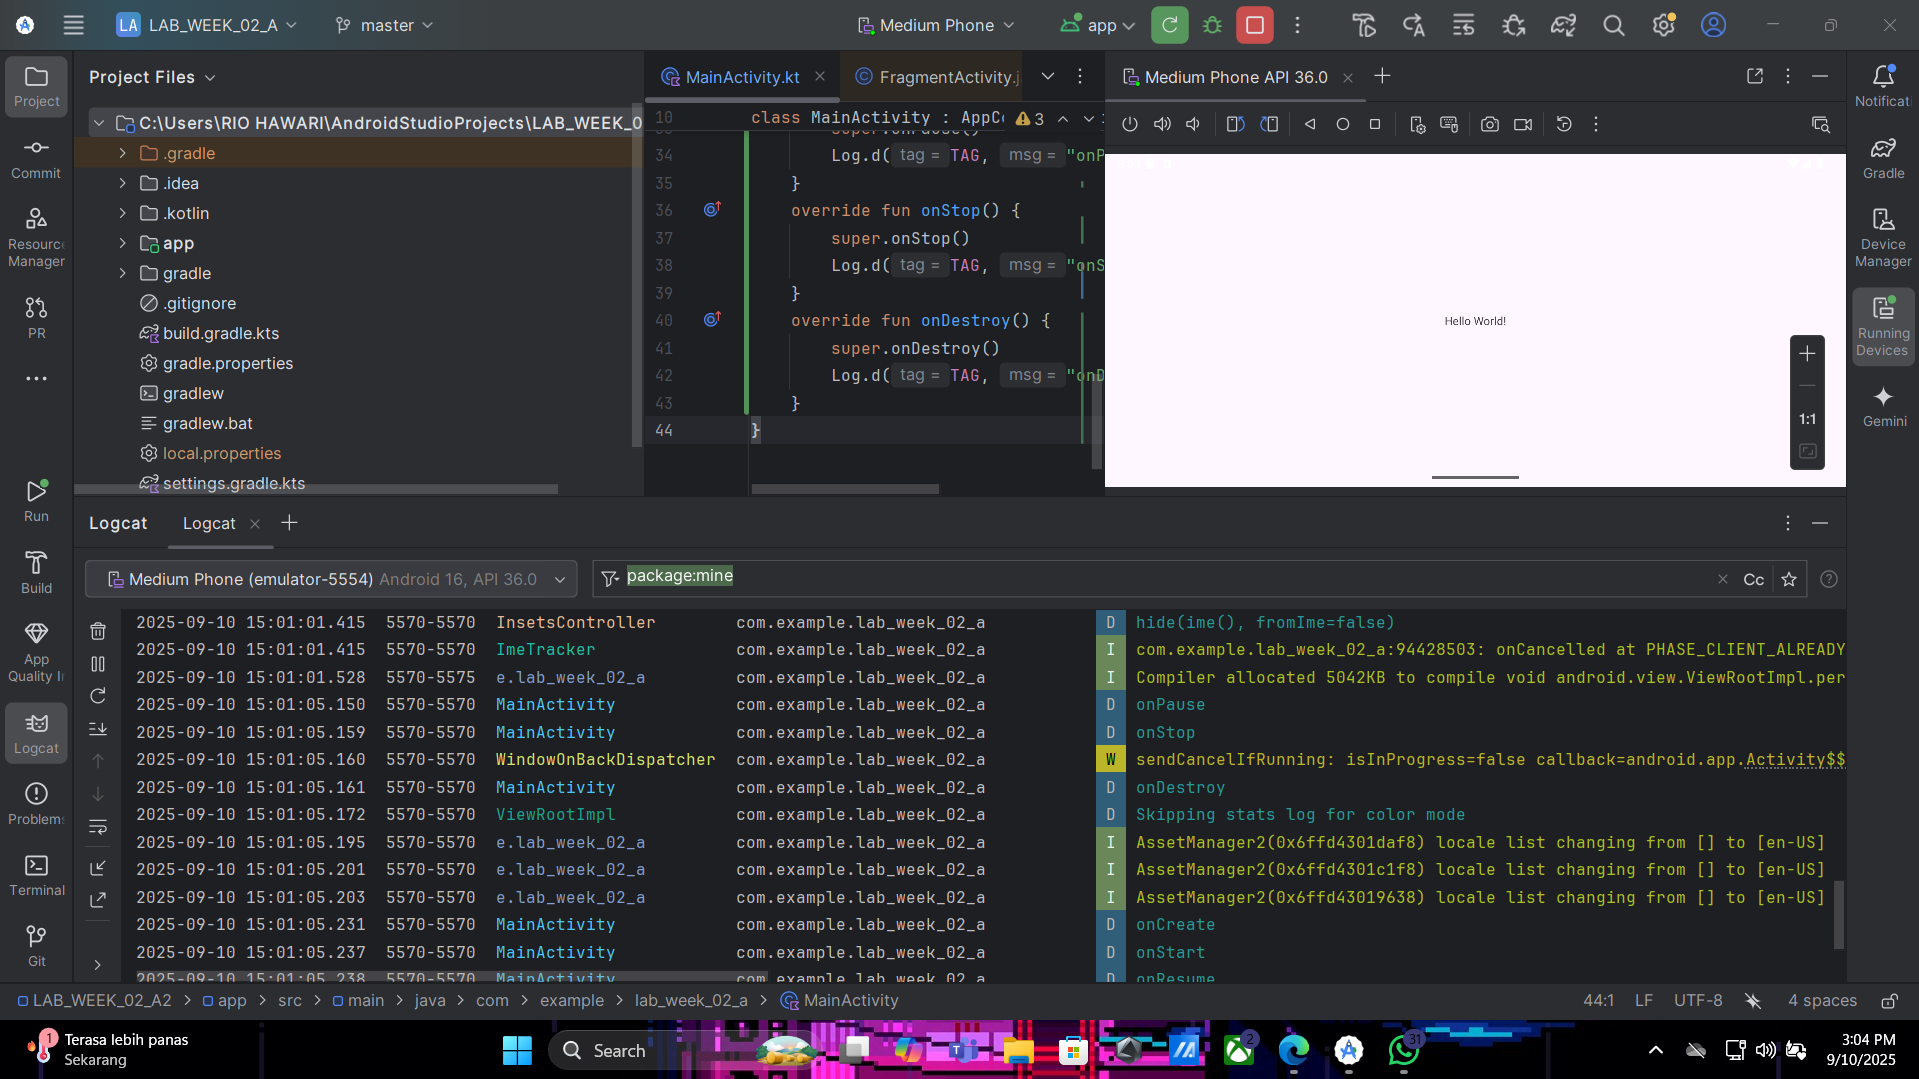 LA LAB_WEEK_02_A master Medium Phone app
Project Files
MainActivity.kt FragmentActivity.j
Medium Phone API 36.0
Project
Commit
Resource
Manager
PR
Run
Build
App
Quality I
Logcat
Problems
Terminal
Git
C:\Users\RIO HAWARI\AndroidStudioProjects\LAB_WEEK_0
.gradle
.idea
.kotlin
app
gradle
.gitignore
build.gradle.kts
gradle.properties
gradlew
gradlew.bat
local.properties
settings.gradle.kts
10 class MainActivity : AppCo 3
34 Log.d( tag = TAG, msg = "onP
35 }
36 override fun onStop() {
37 super.onStop()
38 Log.d( tag = TAG, msg = "onS
39 }
40 override fun onDestroy() {
41 super.onDestroy()
42 Log.d( tag = TAG, msg = "onD
43 }
44 }
Hello World!
1:1
Notificat
Gradle
Device
Manager
Running
Devices
Gemini
Logcat Logcat
Medium Phone (emulator-5554) Android 16, API 36.0 package:mine Cc
2025-09-10 15:01:01.415 5570-5570 InsetsController com.example.lab_week_02_a D hide(ime(), fromIme=false)
2025-09-10 15:01:01.415 5570-5570 ImeTracker com.example.lab_week_02_a I com.example.lab_week_02_a:94428503: onCancelled at PHASE_CLIENT_ALREADY
2025-09-10 15:01:01.528 5570-5575 e.lab_week_02_a com.example.lab_week_02_a I Compiler allocated 5042KB to compile void android.view.ViewRootImpl.per
2025-09-10 15:01:05.150 5570-5570 MainActivity com.example.lab_week_02_a D onPause
2025-09-10 15:01:05.159 5570-5570 MainActivity com.example.lab_week_02_a D onStop
2025-09-10 15:01:05.160 5570-5570 WindowOnBackDispatcher com.example.lab_week_02_a W sendCancelIfRunning: isInProgress=false callback=android.app.Activity$$
2025-09-10 15:01:05.161 5570-5570 MainActivity com.example.lab_week_02_a D onDestroy
2025-09-10 15:01:05.172 5570-5570 ViewRootImpl com.example.lab_week_02_a D Skipping stats log for color mode
2025-09-10 15:01:05.195 5570-5570 e.lab_week_02_a com.example.lab_week_02_a I AssetManager2(0x6ffd4301daf8) locale list changing from [] to [en-US]
2025-09-10 15:01:05.201 5570-5570 e.lab_week_02_a com.example.lab_week_02_a I AssetManager2(0x6ffd4301c1f8) locale list changing from [] to [en-US]
2025-09-10 15:01:05.203 5570-5570 e.lab_week_02_a com.example.lab_week_02_a I AssetManager2(0x6ffd43019638) locale list changing from [] to [en-US]
2025-09-10 15:01:05.231 5570-5570 MainActivity com.example.lab_week_02_a D onCreate
2025-09-10 15:01:05.237 5570-5570 MainActivity com.example.lab_week_02_a D onStart
2025-09-10 15:01:05.238 5570-5570 MainActivity com.example.lab_week_02_a D onResume
LAB_WEEK_02_A2 > app > src > main > java > com > example > lab_week_02_a > MainActivity 44:1 LF UTF-8 4 spaces
1 Terasa lebih panas
Sekarang
Search
2
31
3:04 PM
9/10/2025